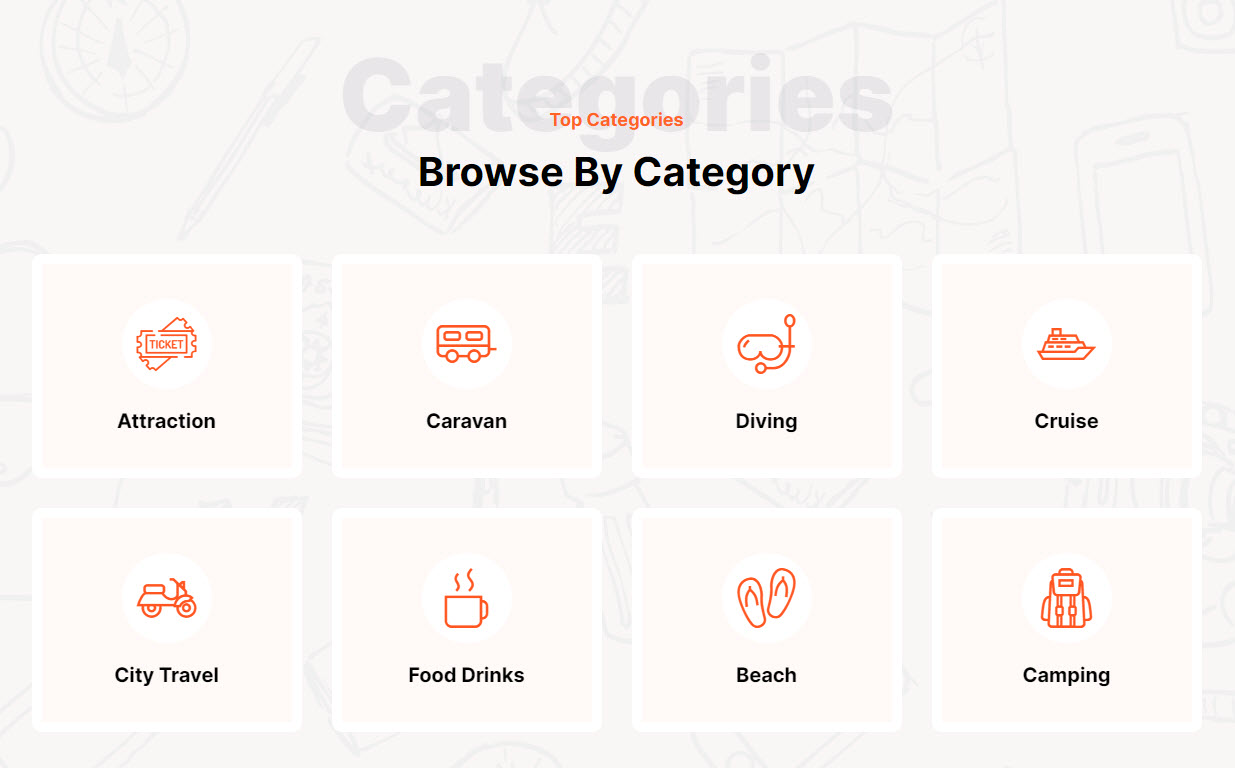 Categories
Top Categories
Browse By Category
TICKET
Attraction
Caravan
Diving
Cruise
City Travel
Food Drinks
Beach
Camping